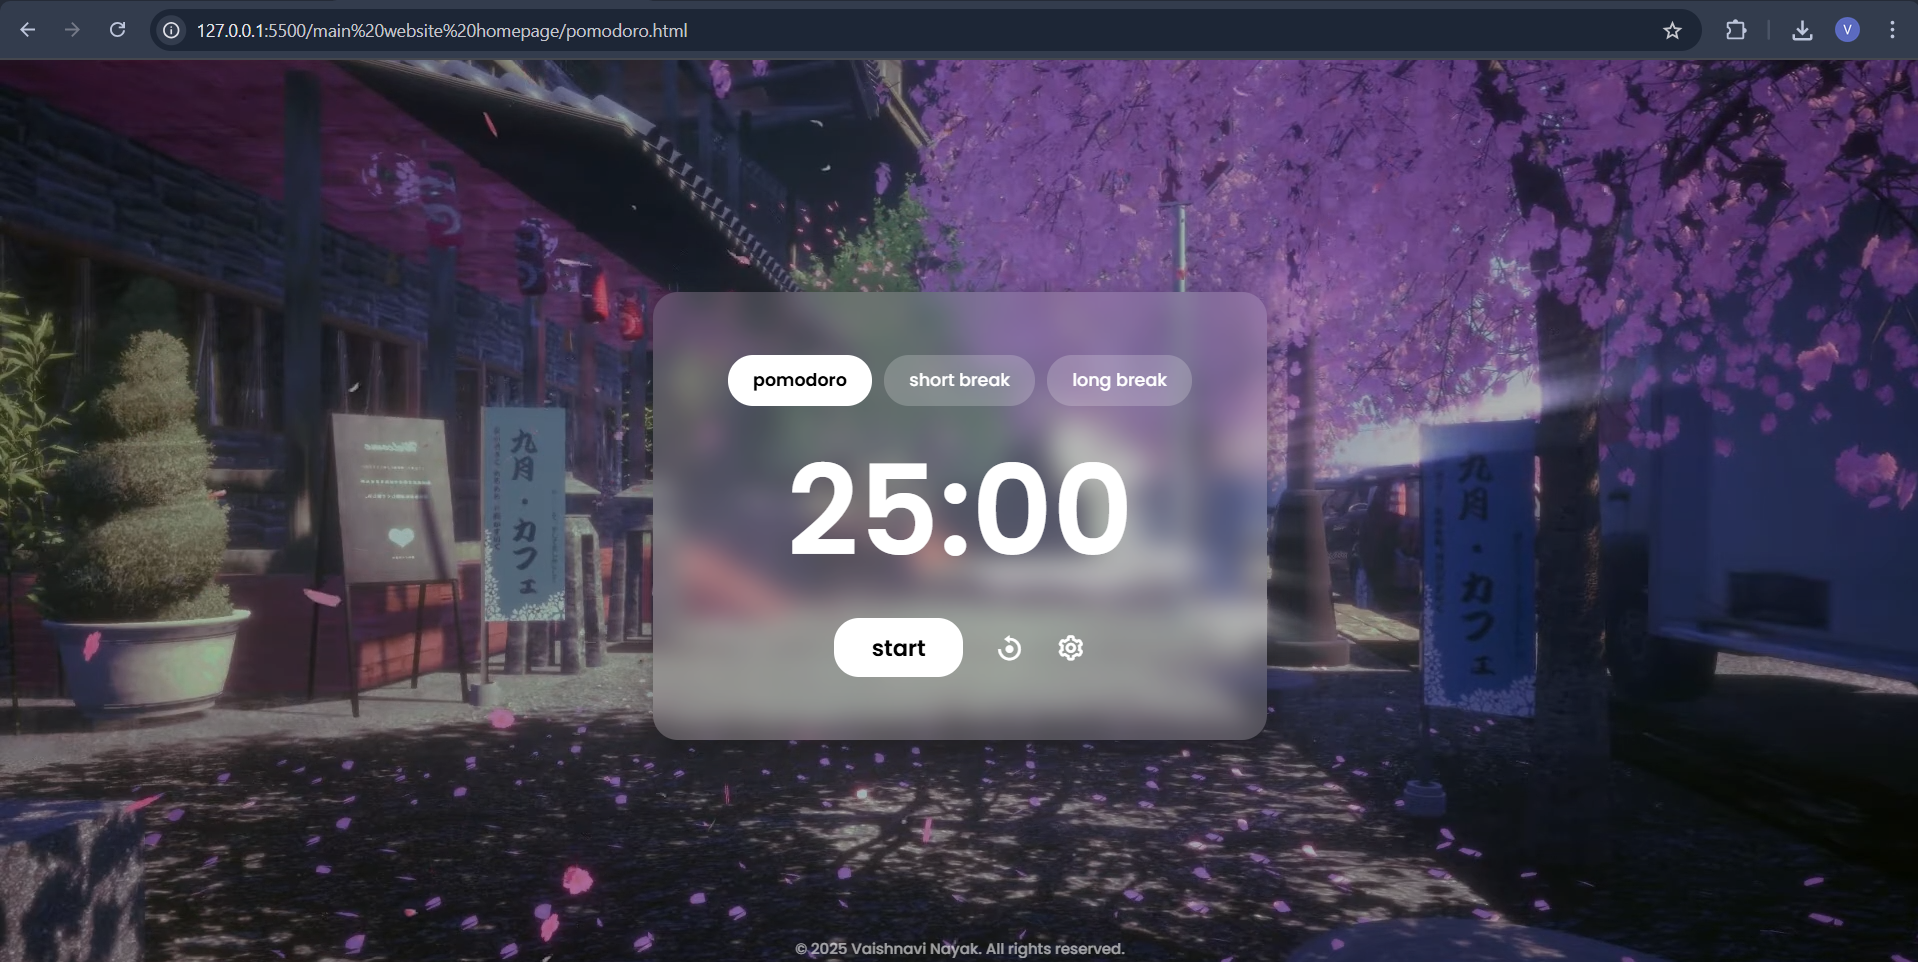 127.0.0.1:5500/main%20website%20homepage/pomodoro.html
V
pomodoro
short break
long break
Welcome
九月・カフェ
九月・カフェ
25:00
start
© 2025 Vaishnavi Nayak. All rights reserved.